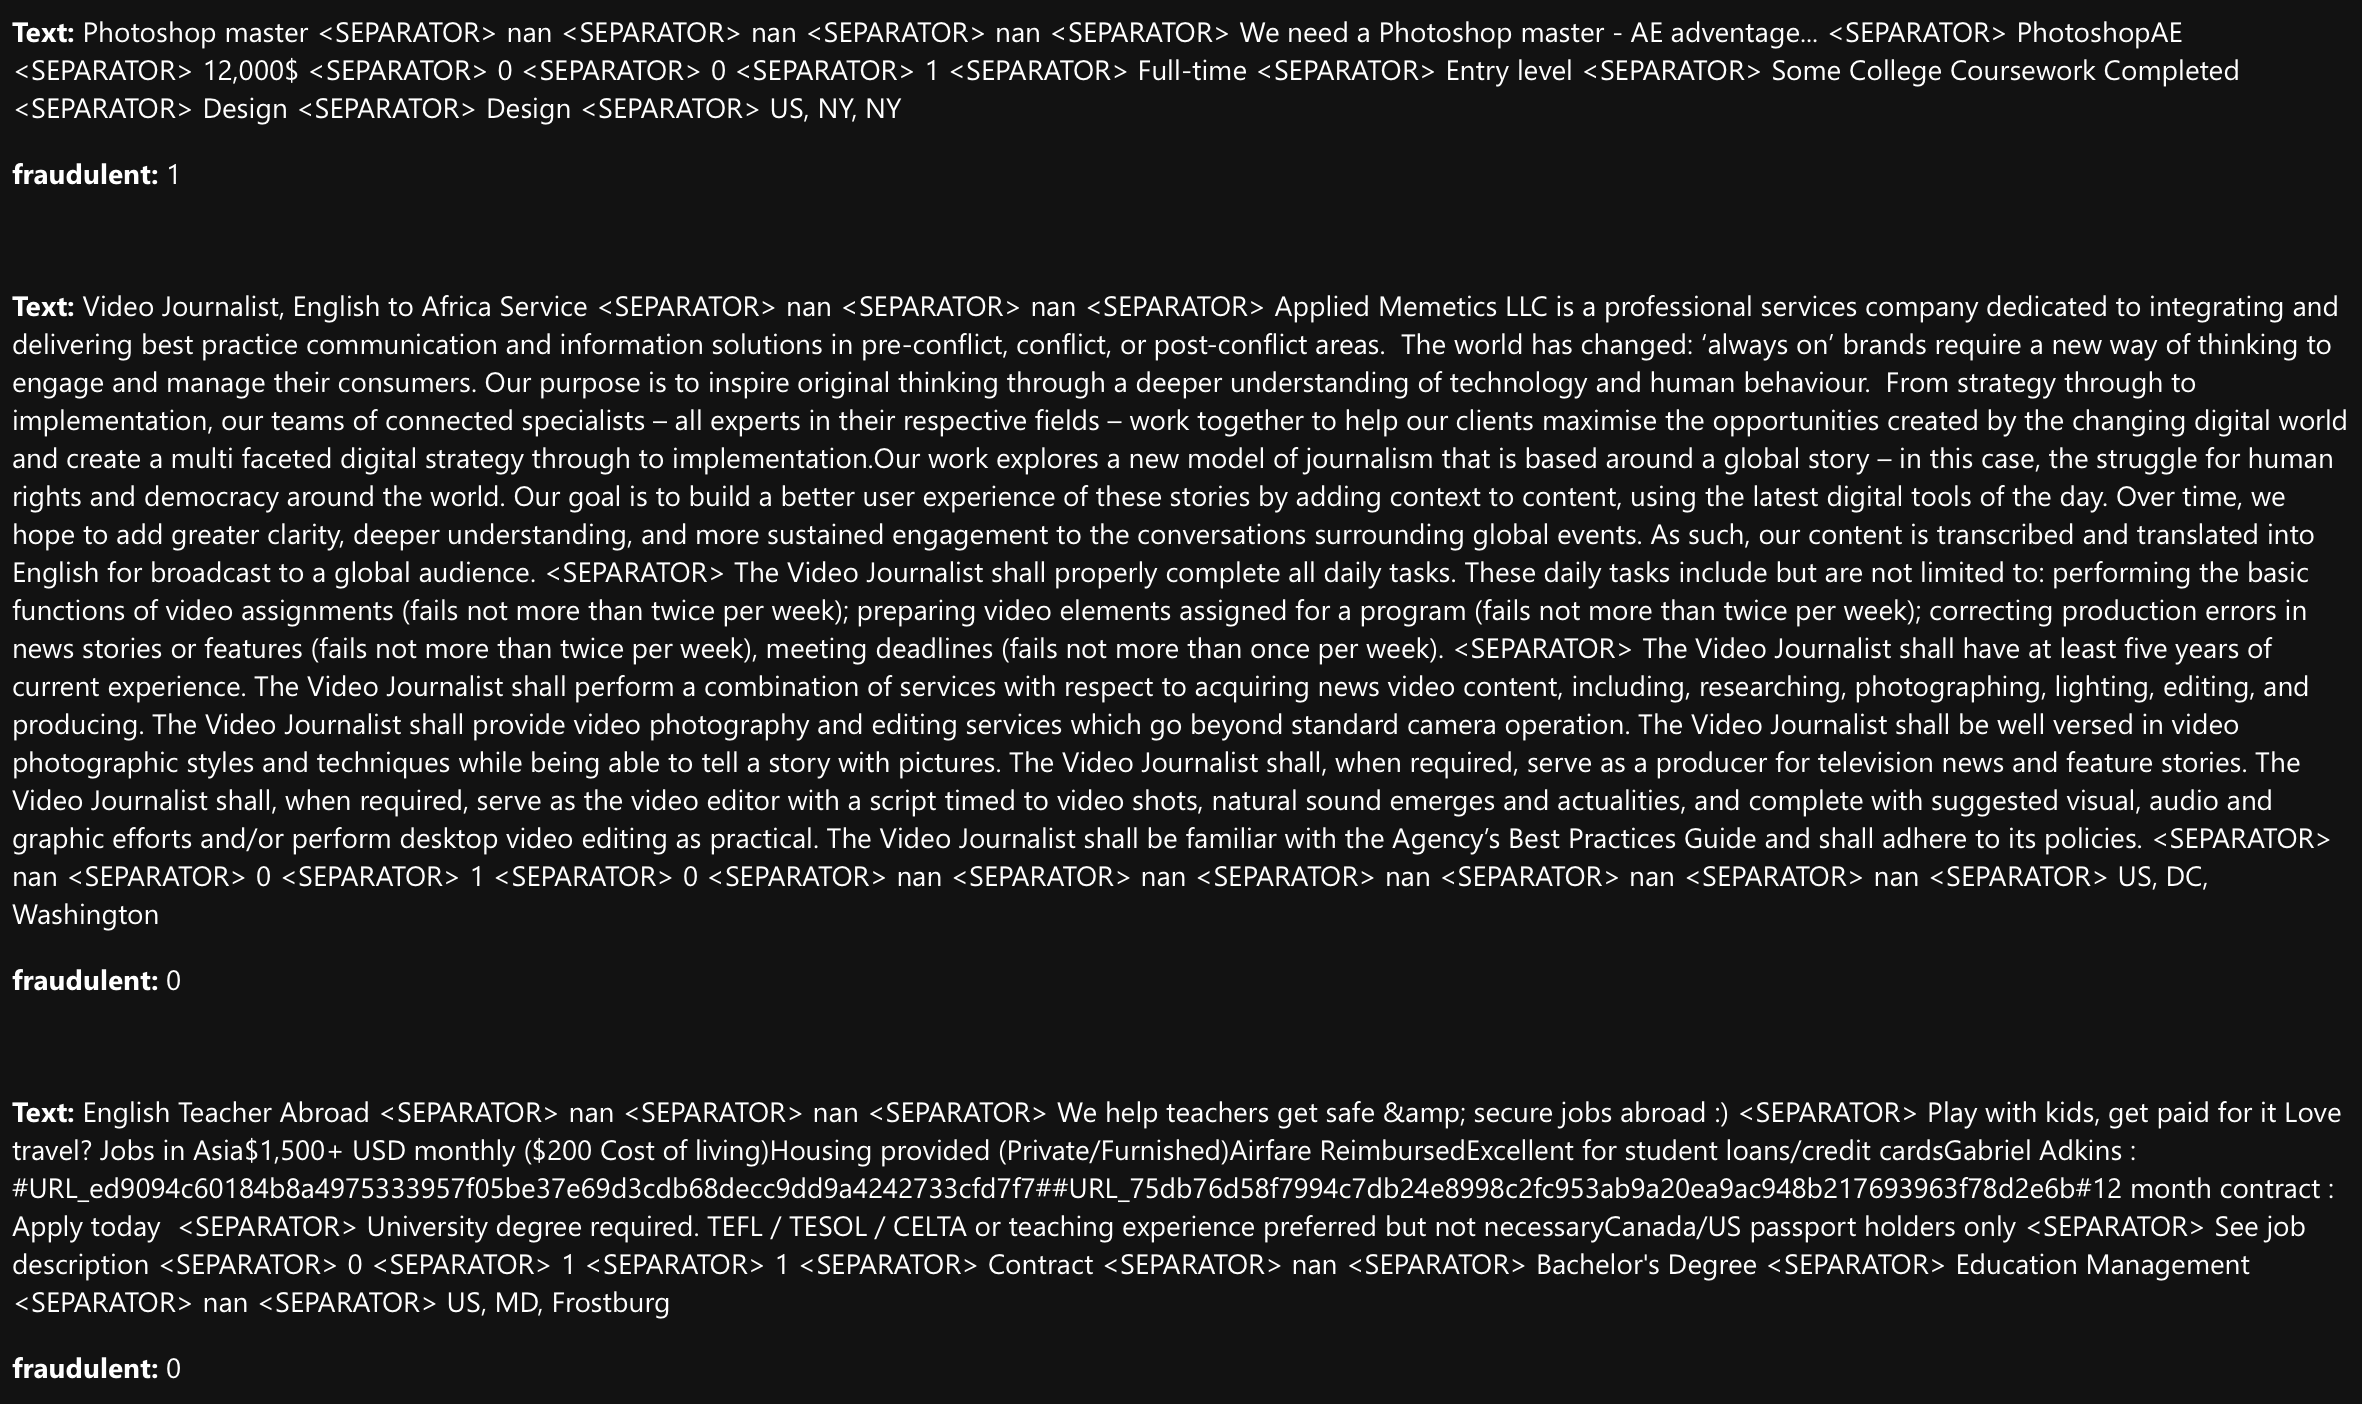 Text: Photoshop master <SEPARATOR> nan <SEPARATOR> nan <SEPARATOR> nan <SEPARATOR> We need a Photoshop master - AE adventage... <SEPARATOR> PhotoshopAE
<SEPARATOR> 12,000$ <SEPARATOR> 0 <SEPARATOR> 0 <SEPARATOR> 1 <SEPARATOR> Full-time <SEPARATOR> Entry level <SEPARATOR> Some College Coursework Completed
<SEPARATOR> Design <SEPARATOR> Design <SEPARATOR> US, NY, NY
fraudulent: 1
Text: Video Journalist, English to Africa Service <SEPARATOR> nan <SEPARATOR> nan <SEPARATOR> Applied Memetics LLC is a professional services company dedicated to integrating and
delivering best practice communication and information solutions in pre-conflict, conflict, or post-conflict areas.  The world has changed: ‘always on’ brands require a new way of thinking to
engage and manage their consumers. Our purpose is to inspire original thinking through a deeper understanding of technology and human behaviour.  From strategy through to
implementation, our teams of connected specialists – all experts in their respective fields – work together to help our clients maximise the opportunities created by the changing digital world
and create a multi faceted digital strategy through to implementation.Our work explores a new model of journalism that is based around a global story – in this case, the struggle for human
rights and democracy around the world. Our goal is to build a better user experience of these stories by adding context to content, using the latest digital tools of the day. Over time, we
hope to add greater clarity, deeper understanding, and more sustained engagement to the conversations surrounding global events. As such, our content is transcribed and translated into
English for broadcast to a global audience. <SEPARATOR> The Video Journalist shall properly complete all daily tasks. These daily tasks include but are not limited to: performing the basic
functions of video assignments (fails not more than twice per week); preparing video elements assigned for a program (fails not more than twice per week); correcting production errors in
news stories or features (fails not more than twice per week), meeting deadlines (fails not more than once per week). <SEPARATOR> The Video Journalist shall have at least five years of
current experience. The Video Journalist shall perform a combination of services with respect to acquiring news video content, including, researching, photographing, lighting, editing, and
producing. The Video Journalist shall provide video photography and editing services which go beyond standard camera operation. The Video Journalist shall be well versed in video
photographic styles and techniques while being able to tell a story with pictures. The Video Journalist shall, when required, serve as a producer for television news and feature stories. The
Video Journalist shall, when required, serve as the video editor with a script timed to video shots, natural sound emerges and actualities, and complete with suggested visual, audio and
graphic efforts and/or perform desktop video editing as practical. The Video Journalist shall be familiar with the Agency’s Best Practices Guide and shall adhere to its policies. <SEPARATOR>
nan <SEPARATOR> 0 <SEPARATOR> 1 <SEPARATOR> 0 <SEPARATOR> nan <SEPARATOR> nan <SEPARATOR> nan <SEPARATOR> nan <SEPARATOR> nan <SEPARATOR> US, DC,
Washington
fraudulent: 0
Text: English Teacher Abroad <SEPARATOR> nan <SEPARATOR> nan <SEPARATOR> We help teachers get safe &amp; secure jobs abroad :) <SEPARATOR> Play with kids, get paid for it Love
travel? Jobs in Asia$1,500+ USD monthly ($200 Cost of living)Housing provided (Private/Furnished)Airfare ReimbursedExcellent for student loans/credit cardsGabriel Adkins :
#URL_ed9094c60184b8a4975333957f05be37e69d3cdb68decc9dd9a4242733cfd7f7##URL_75db76d58f7994c7db24e8998c2fc953ab9a20ea9ac948b217693963f78d2e6b#12 month contract :
Apply today  <SEPARATOR> University degree required. TEFL / TESOL / CELTA or teaching experience preferred but not necessaryCanada/US passport holders only <SEPARATOR> See job
description <SEPARATOR> 0 <SEPARATOR> 1 <SEPARATOR> 1 <SEPARATOR> Contract <SEPARATOR> nan <SEPARATOR> Bachelor's Degree <SEPARATOR> Education Management
<SEPARATOR> nan <SEPARATOR> US, MD, Frostburg
fraudulent: 0